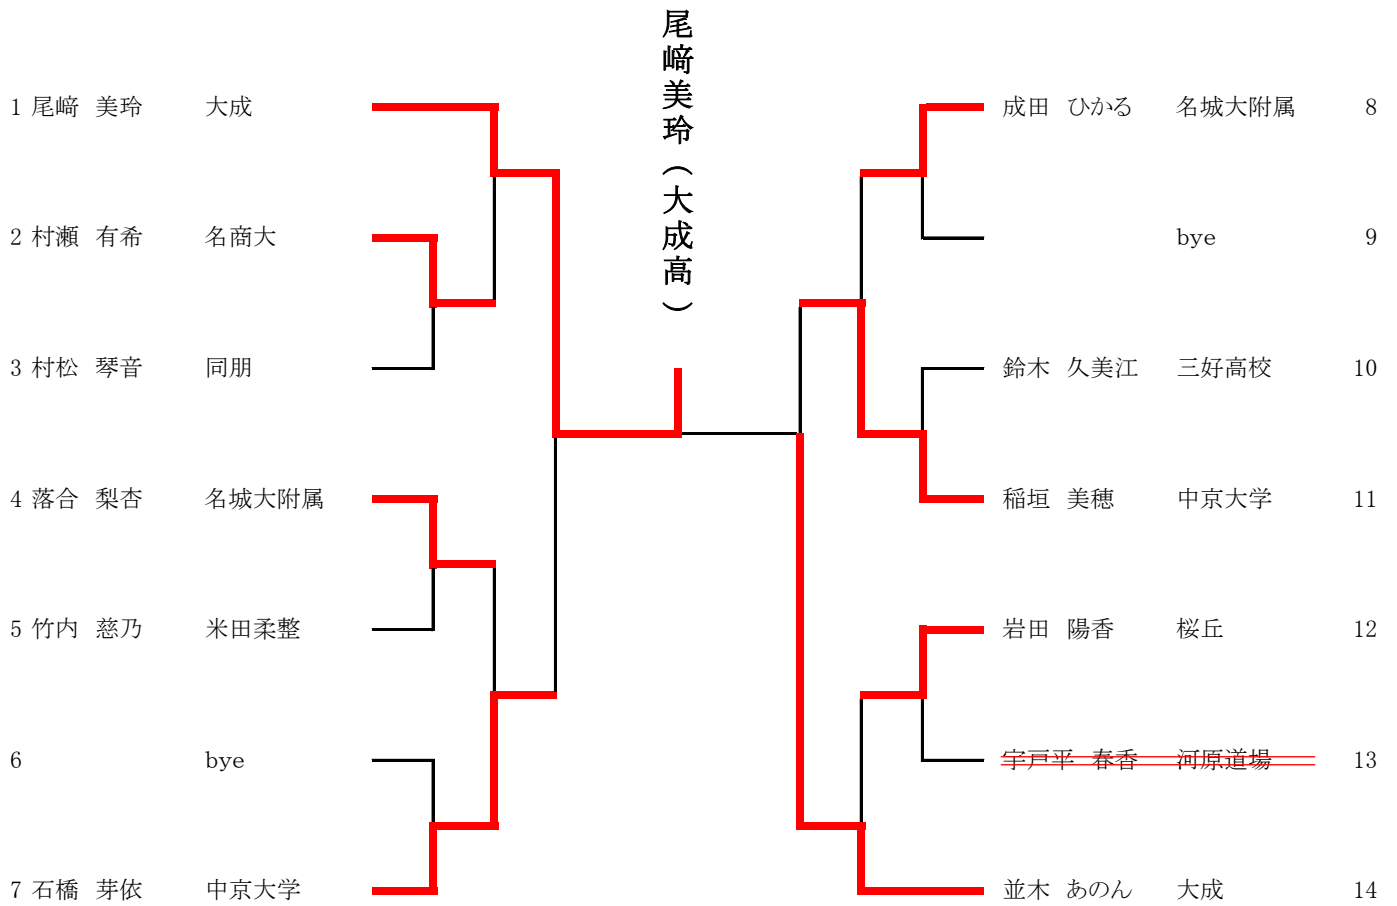 尾﨑美玲（大成高）
1 尾﨑 美玲 大成
2 村瀬 有希 名商大
3 村松 琴音 同朋
4 落合 梨杏 名城大附属
5 竹内 慈乃 米田柔整
6 bye
7 石橋 芽依 中京大学
成田 ひかる 名城大附属 8
bye 9
鈴木 久美江 三好高校 10
稲垣 美穂 中京大学 11
岩田 陽香 桜丘 12
宇戸平 春香 河原道場 13
並木 あのん 大成 14